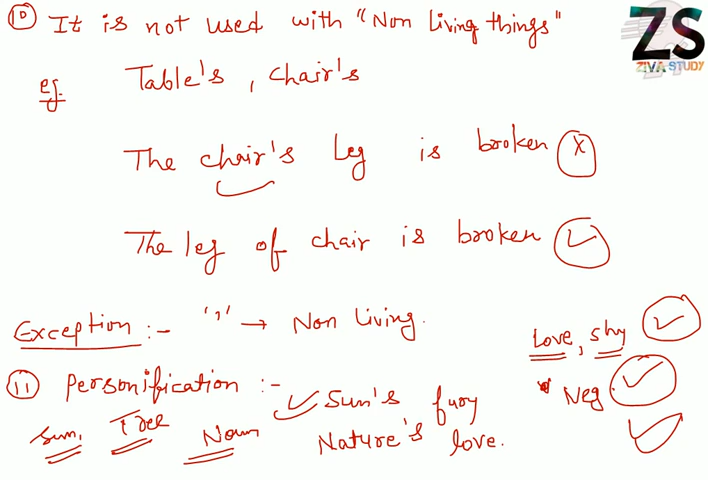 ZS
ZIVA STUDY
10 It is not used with "Non Living things"
eg. Table's, Chair's
The chair's leg is broken X
The leg of chair is broken ✓
Exception :- ' , ' → Non Living.
Love, shy ✓
11 Personification :- ✓ Sun's fury
Neg. ✓
Sun, Tree Noun Nature's love.